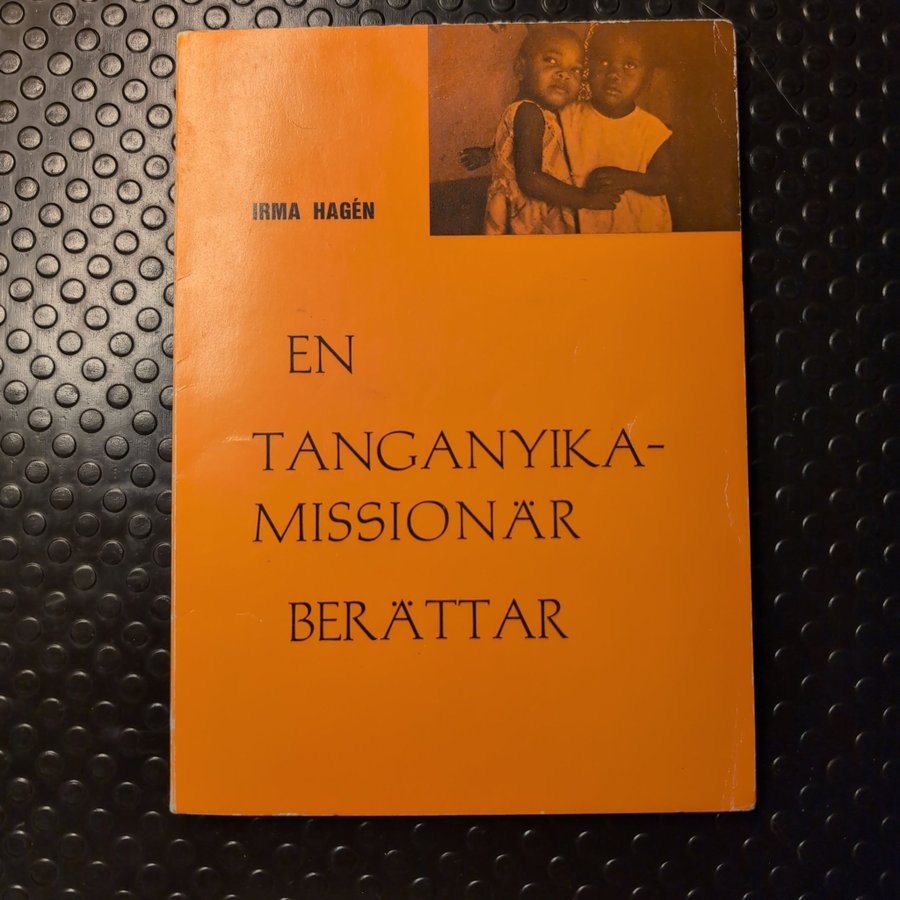 IRMA HAGÉN
EN
TANGANYIKA-
MISSIONÄR
BERÄTTAR